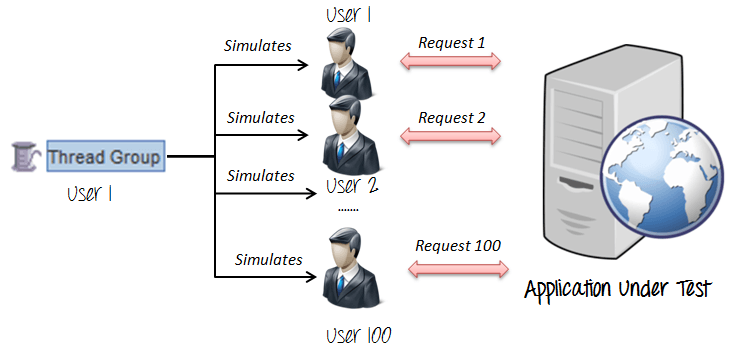 User 1
Simulates
Request 1
Simulates
Request 2
Thread Group
User 1
Simulates
User 2
.......
Simulates
Request 100
Application Under Test
User 100